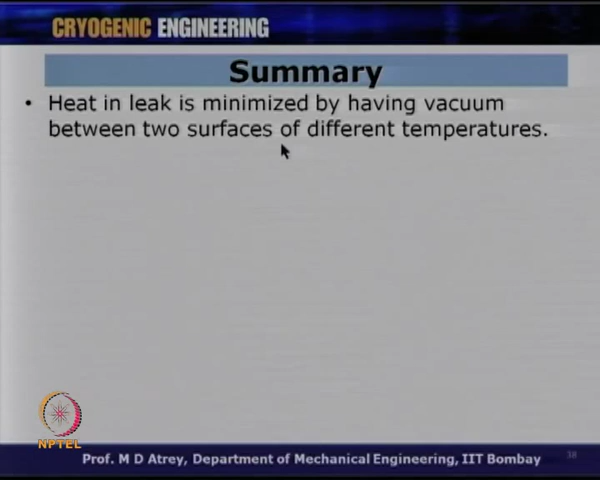 CRYOGENIC ENGINEERING
Summary
• Heat in leak is minimized by having vacuum
between two surfaces of different temperatures.
NPTEL
Prof. M D Atrey, Department of Mechanical Engineering, IIT Bombay
38